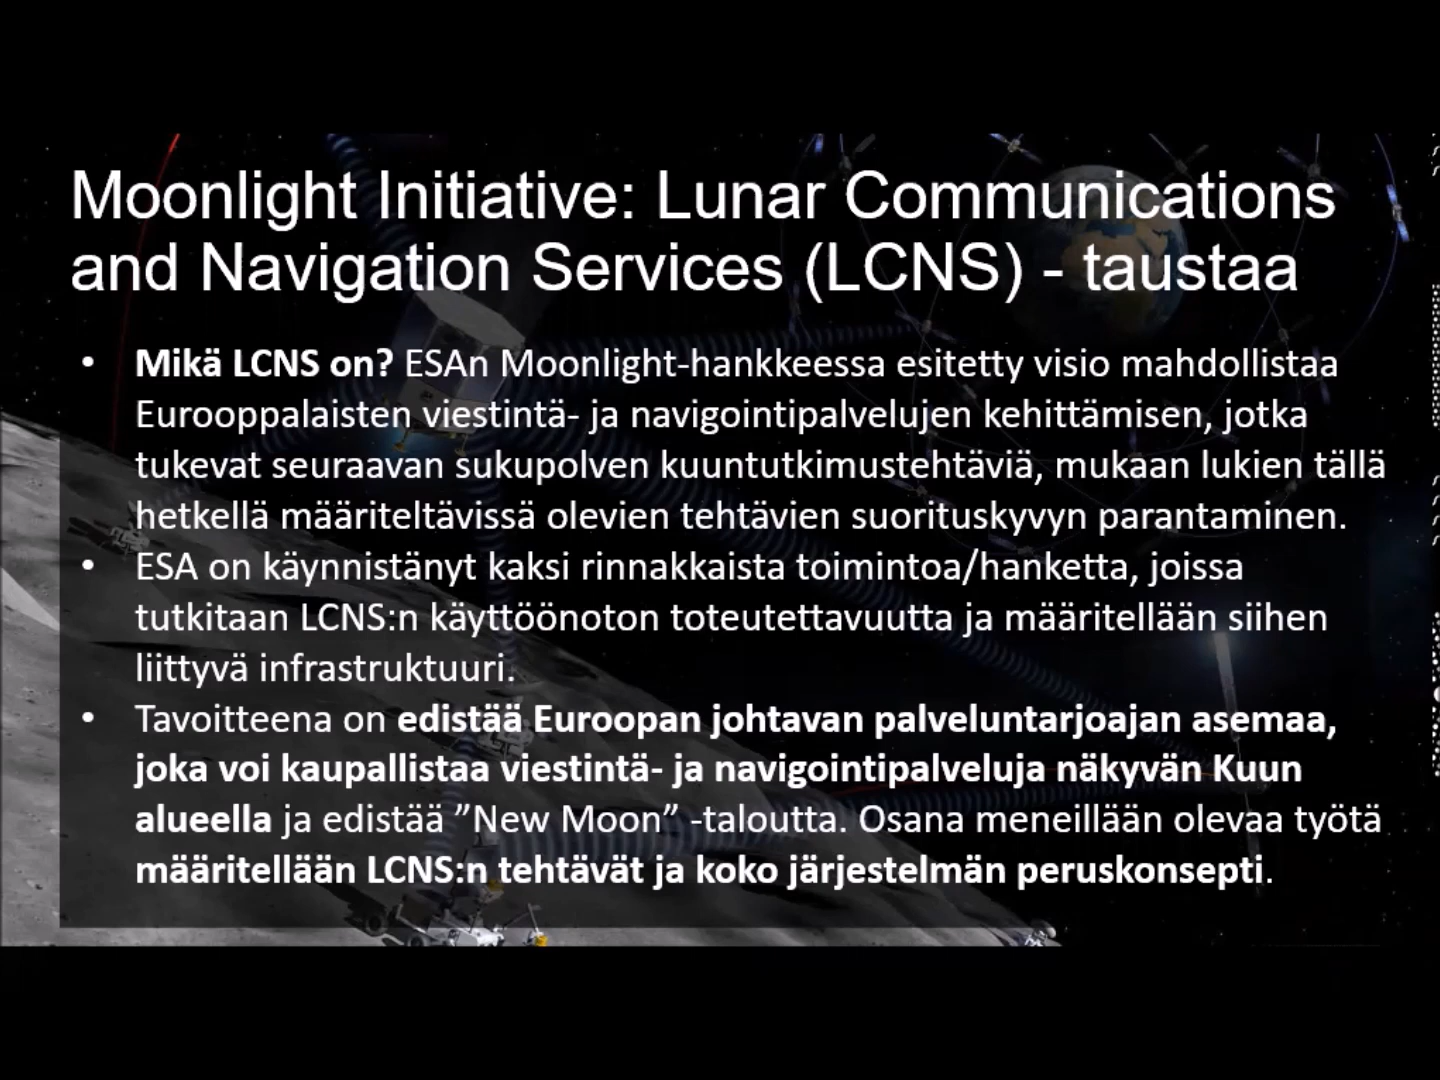 Moonlight Initiative: Lunar Communications
and Navigation Services (LCNS) - taustaa
• Mikä LCNS on? ESAn Moonlight-hankkeessa esitetty visio mahdollistaa
Eurooppalaisten viestintä- ja navigointipalvelujen kehittämisen, jotka
tukevat seuraavan sukupolven kuuntutkimustehtäviä, mukaan lukien tällä
hetkellä määriteltävissä olevien tehtävien suorituskyvyn parantaminen.
• ESA on käynnistänyt kaksi rinnakkaista toimintoa/hanketta, joissa
tutkitaan LCNS:n käyttöönoton toteutettavuutta ja määritellään siihen
liittyvä infrastruktuuri.
• Tavoitteena on edistää Euroopan johtavan palveluntarjoajan asemaa,
joka voi kaupallistaa viestintä- ja navigointipalveluja näkyvän Kuun
alueella ja edistää ”New Moon” -taloutta. Osana meneillään olevaa työtä
määritellään LCNS:n tehtävät ja koko järjestelmän peruskonsepti.